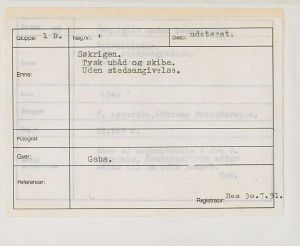 Gruppe: 1 B. Neg.nr.: Dato: udateret.
Emne: Søkrigen.
Tysk ubåd og skibe.
Uden stedsangivelse.
Fotograf
Giver: Gabs.
Referencer:
Registrator: Ros 30.7.91.